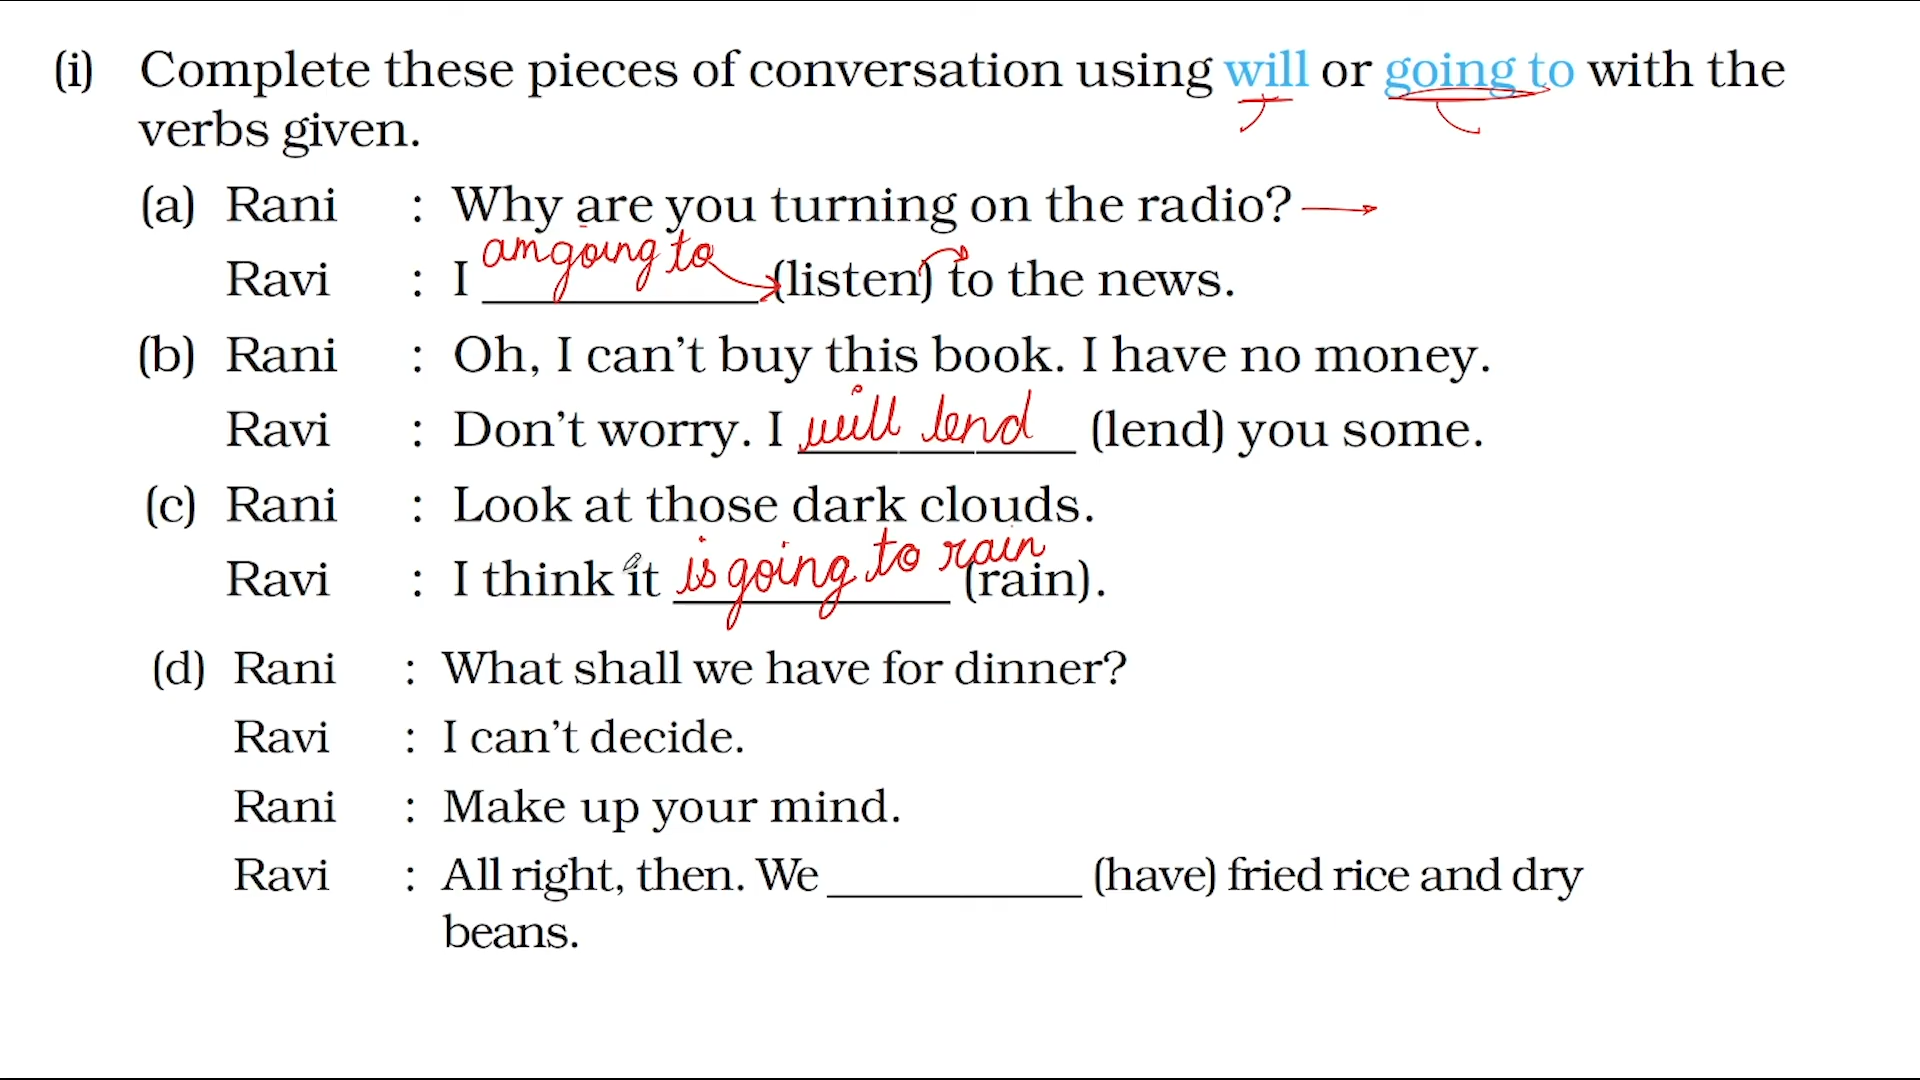 (i) Complete these pieces of conversation using will or going to with the
verbs given.
(a) Rani : Why are you turning on the radio?
Ravi : I am going to (listen) to the news.
(b) Rani : Oh, I can't buy this book. I have no money.
Ravi : Don't worry. I will lend (lend) you some.
(c) Rani : Look at those dark clouds.
Ravi : I think it is going to rain (rain).
(d) Rani : What shall we have for dinner?
Ravi : I can't decide.
Rani : Make up your mind.
Ravi : All right, then. We ____________ (have) fried rice and dry
beans.